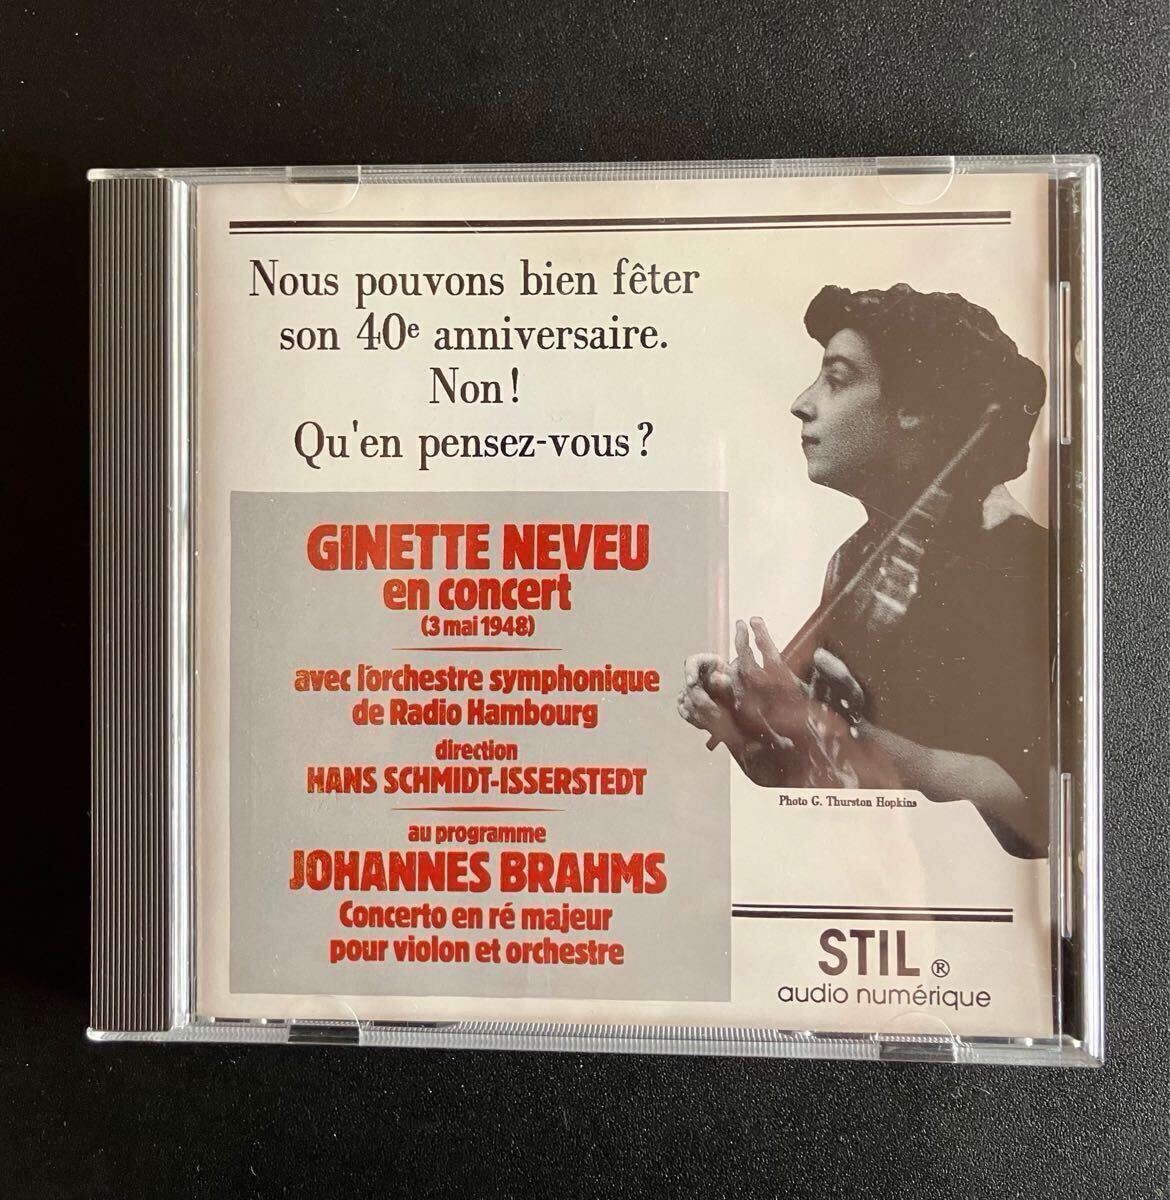 Nous pouvons bien fêter
son 40e anniversaire.
Non!
Qu'en pensez-vous?
GINETTE NEVEU
en concert
(3 mai 1948)
avec l'orchestre symphonique
de Radio Hambourg
direction
HANS SCHMIDT-ISSERSTEDT
au programme
JOHANNES BRAHMS
Concerto en ré majeur
pour violon et orchestre
Photo G. Thurston Hopkins
STIL ®
audio numérique